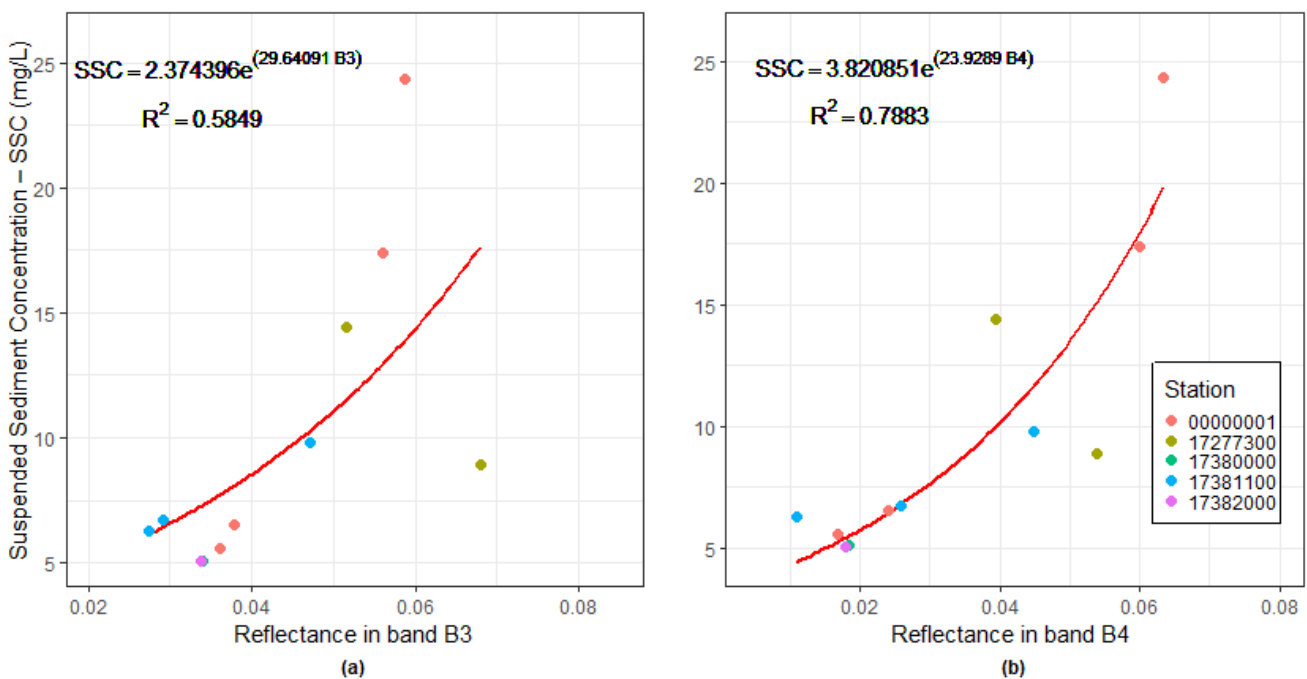 Suspended Sediment Concentration – SSC (mg/L)
SSC = 2.374396e^(29.64091 B3)
R² = 0.5849
25
20
15
10
5
0.02 0.04 0.06 0.08
Reflectance in band B3
(a)
SSC = 3.820851e^(23.9289 B4)
R² = 0.7883
25
20
15
10
5
Station
00000001
17277300
17380000
17381100
17382000
0.02 0.04 0.06 0.08
Reflectance in band B4
(b)